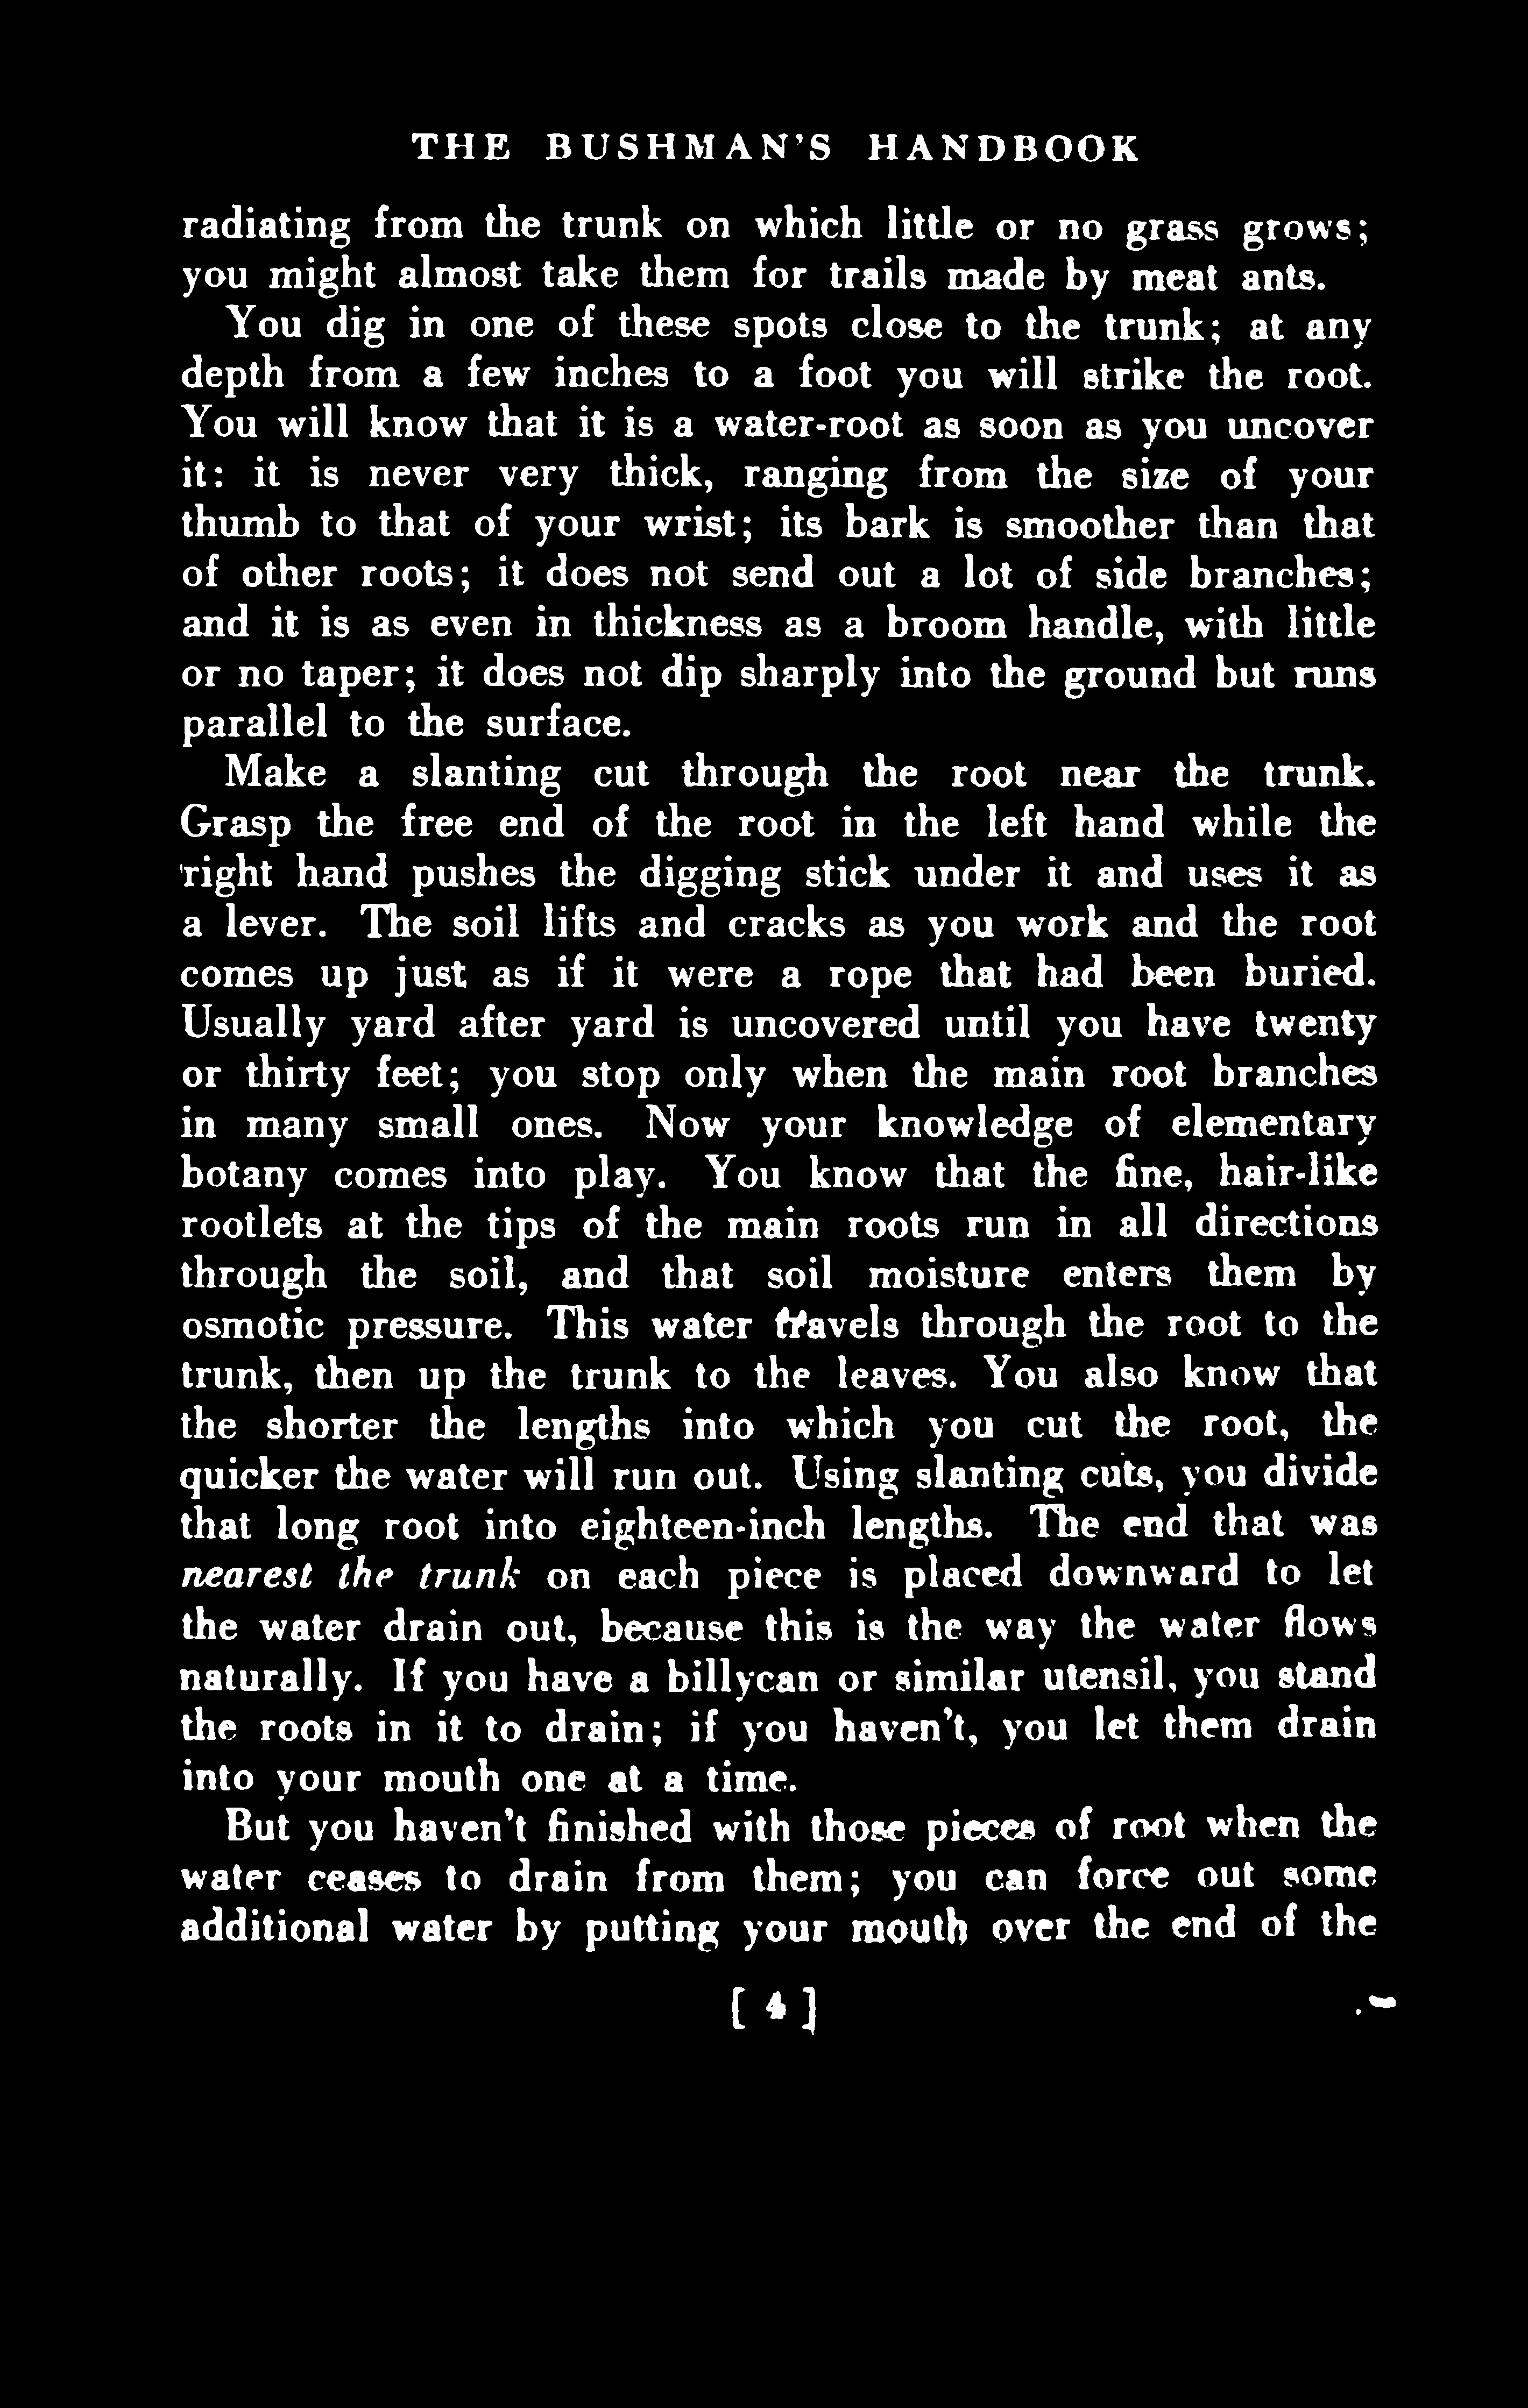 THE BUSHMAN'S HANDBOOK
radiating from the trunk on which little or no grass grows;
you might almost take them for trails made by meat ants.
You dig in one of these spots close to the trunk; at any
depth from a few inches to a foot you will strike the root.
You will know that it is a water-root as soon as you uncover
it: it is never very thick, ranging from the size of your
thumb to that of your wrist; its bark is smoother than that
of other roots; it does not send out a lot of side branches;
and it is as even in thickness as a broom handle, with little
or no taper; it does not dip sharply into the ground but runs
parallel to the surface.
Make a slanting cut through the root near the trunk.
Grasp the free end of the root in the left hand while the
right hand pushes the digging stick under it and uses it as
a lever. The soil lifts and cracks as you work and the root
comes up just as if it were a rope that had been buried.
Usually yard after yard is uncovered until you have twenty
or thirty feet; you stop only when the main root branches
in many small ones. Now your knowledge of elementary
botany comes into play. You know that the fine, hair-like
rootlets at the tips of the main roots run in all directions
through the soil, and that soil moisture enters them by
osmotic pressure. This water travels through the root to the
trunk, then up the trunk to the leaves. You also know that
the shorter the lengths into which you cut the root, the
quicker the water will run out. Using slanting cuts, you divide
that long root into eighteen-inch lengths. The end that was
nearest the trunk on each piece is placed downward to let
the water drain out, because this is the way the water flows
naturally. If you have a billycan or similar utensil, you stand
the roots in it to drain; if you haven't, you let them drain
into your mouth one at a time.
But you haven't finished with those pieces of root when the
water ceases to drain from them; you can force out some
additional water by putting your mouth over the end of the
[4]